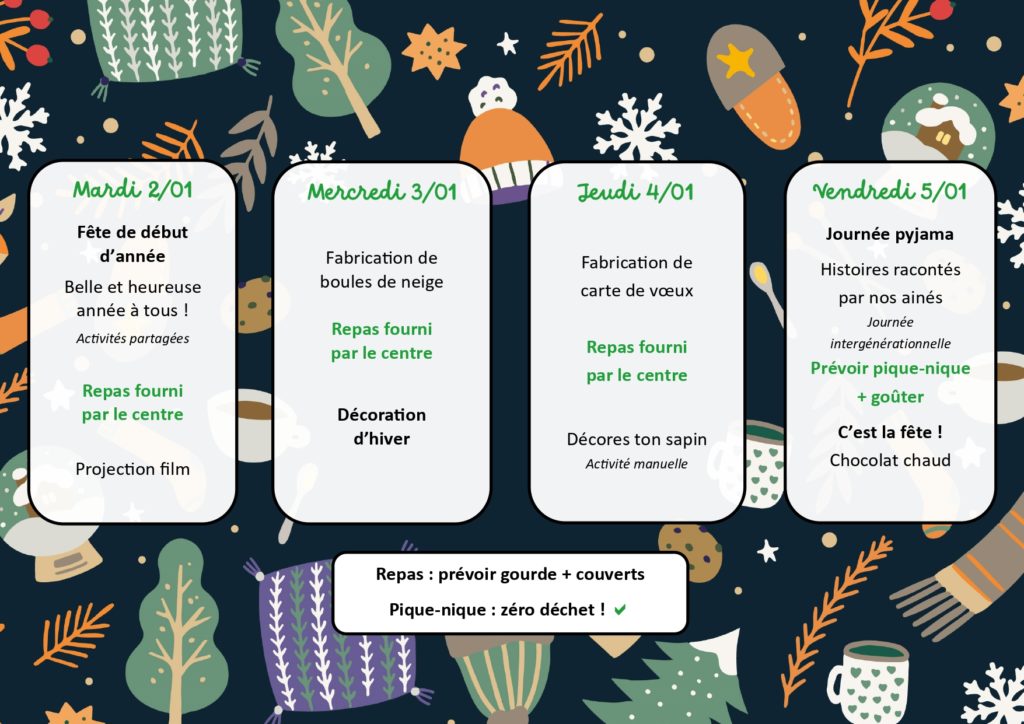 Mardi 2/01
Fête de début
d'année
Belle et heureuse
année à tous !
Activités partagées
Repas fourni
par le centre
Projection film
Mercredi 3/01
Fabrication de
boules de neige
Repas fourni
par le centre
Décoration
d'hiver
Jeudi 4/01
Fabrication de
carte de vœux
Repas fourni
par le centre
Décores ton sapin
Activité manuelle
Vendredi 5/01
Journée pyjama
Histoires racontés
par nos ainés
Journée
intergénérationnelle
Prévoir pique-nique
+ goûter
C'est la fête !
Chocolat chaud
Repas : prévoir gourde + couverts
Pique-nique : zéro déchet ! ✓